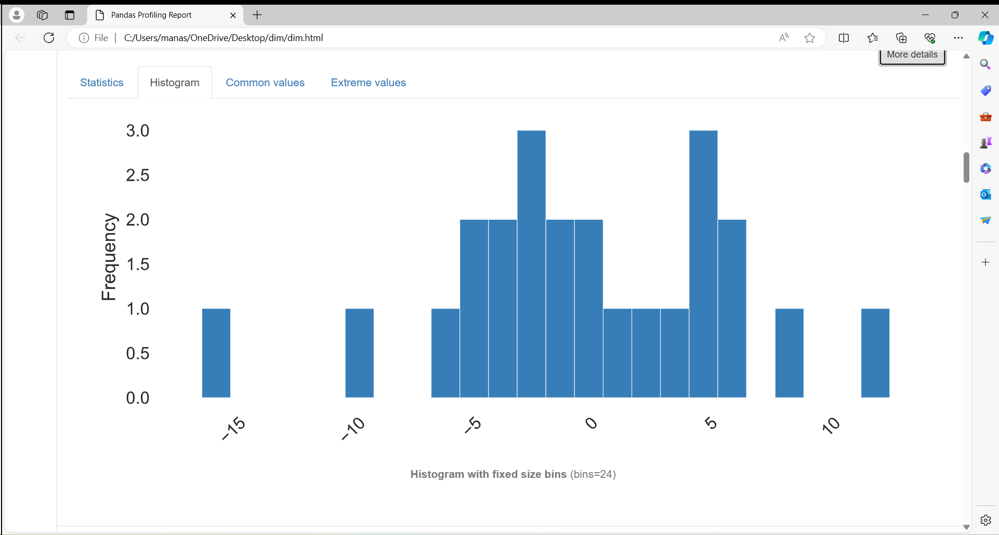 Pandas Profiling Report
File
C:/Users/manas/OneDrive/Desktop/dim/dim.html
More details
Statistics
Histogram
Common values
Extreme values
3.0
2.5
2.0
1.5
1.0
0.5
0.0
Frequency
−15
−10
−5
0
5
10
Histogram with fixed size bins (bins=24)